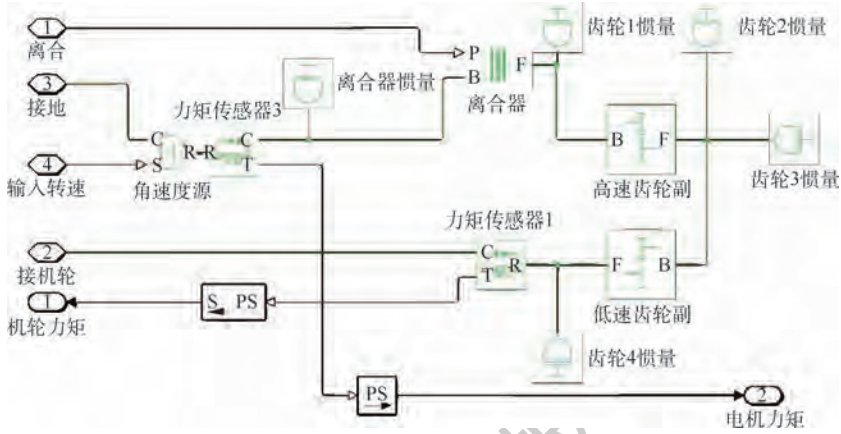 1
离合
3
接地
4
输入转速
C
S
R
角速度源
力矩传感器3
R
C
T
离合器惯量
P
B
F
离合器
齿轮1惯量
齿轮2惯量
B
F
高速齿轮副
齿轮3惯量
2
接机轮
力矩传感器1
C
T
R
F
B
低速齿轮副
齿轮4惯量
S PS
1
机轮力矩
PS
2
电机力矩